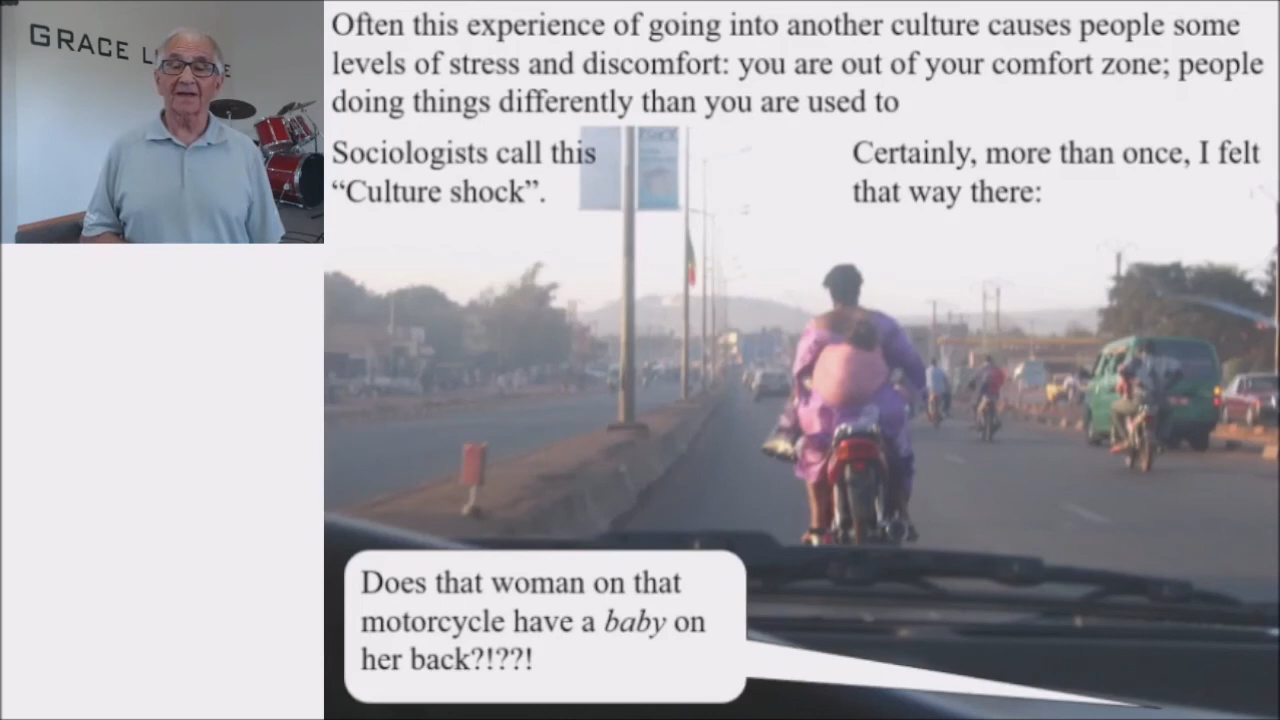 GRACE L
E
Often this experience of going into another culture causes people some
levels of stress and discomfort: you are out of your comfort zone; people
doing things differently than you are used to
Sociologists call this
“Culture shock”.
Certainly, more than once, I felt
that way there:
Does that woman on that
motorcycle have a baby on
her back?!??!